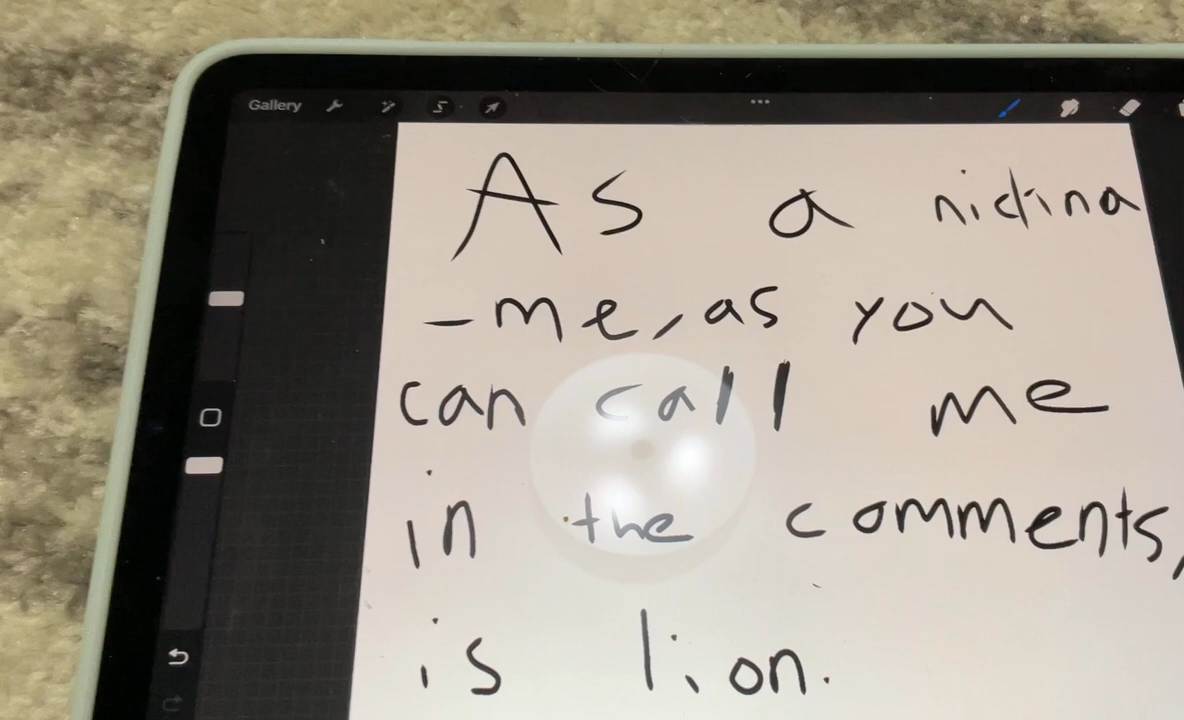 Gallery
As a nickna
-me, as you
can call me
in the comments,
is lion.